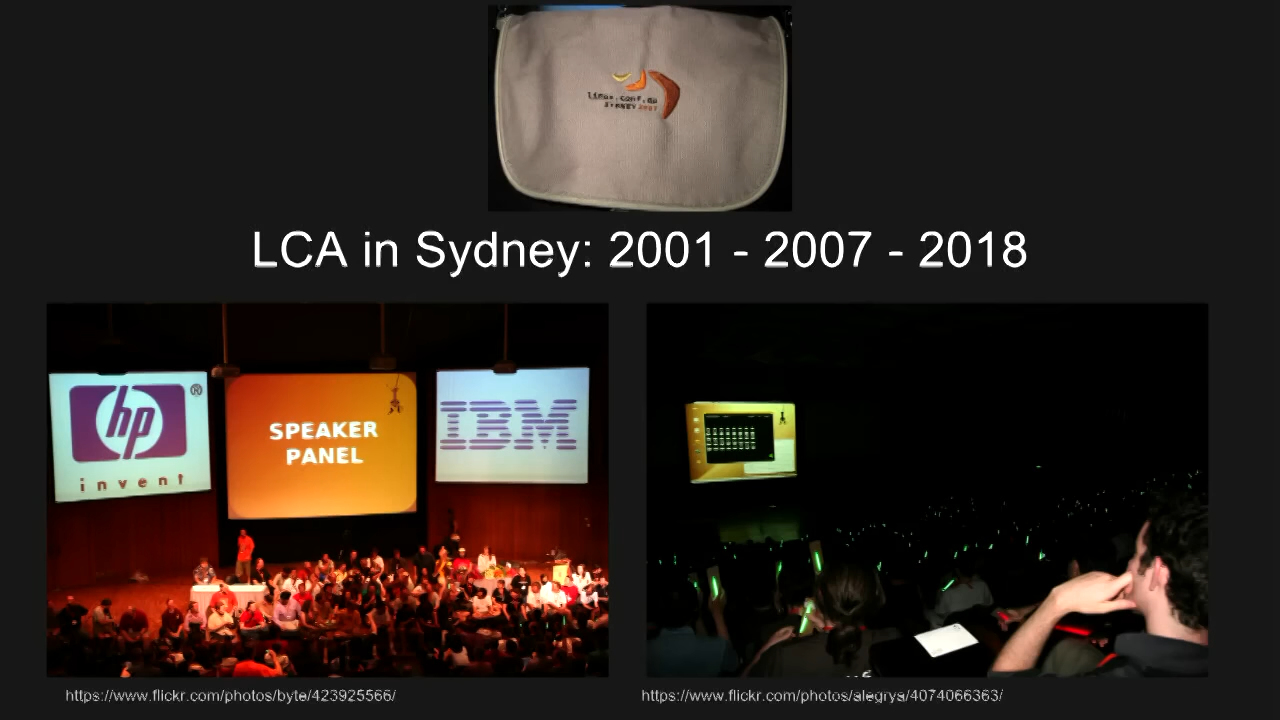 linux.conf.au
SYDNEY 2007
LCA in Sydney: 2001 - 2007 - 2018
hp
®
invent
SPEAKER
PANEL
IBM
https://www.flickr.com/photos/byte/423925566/
https://www.flickr.com/photos/alegrya/4074066363/